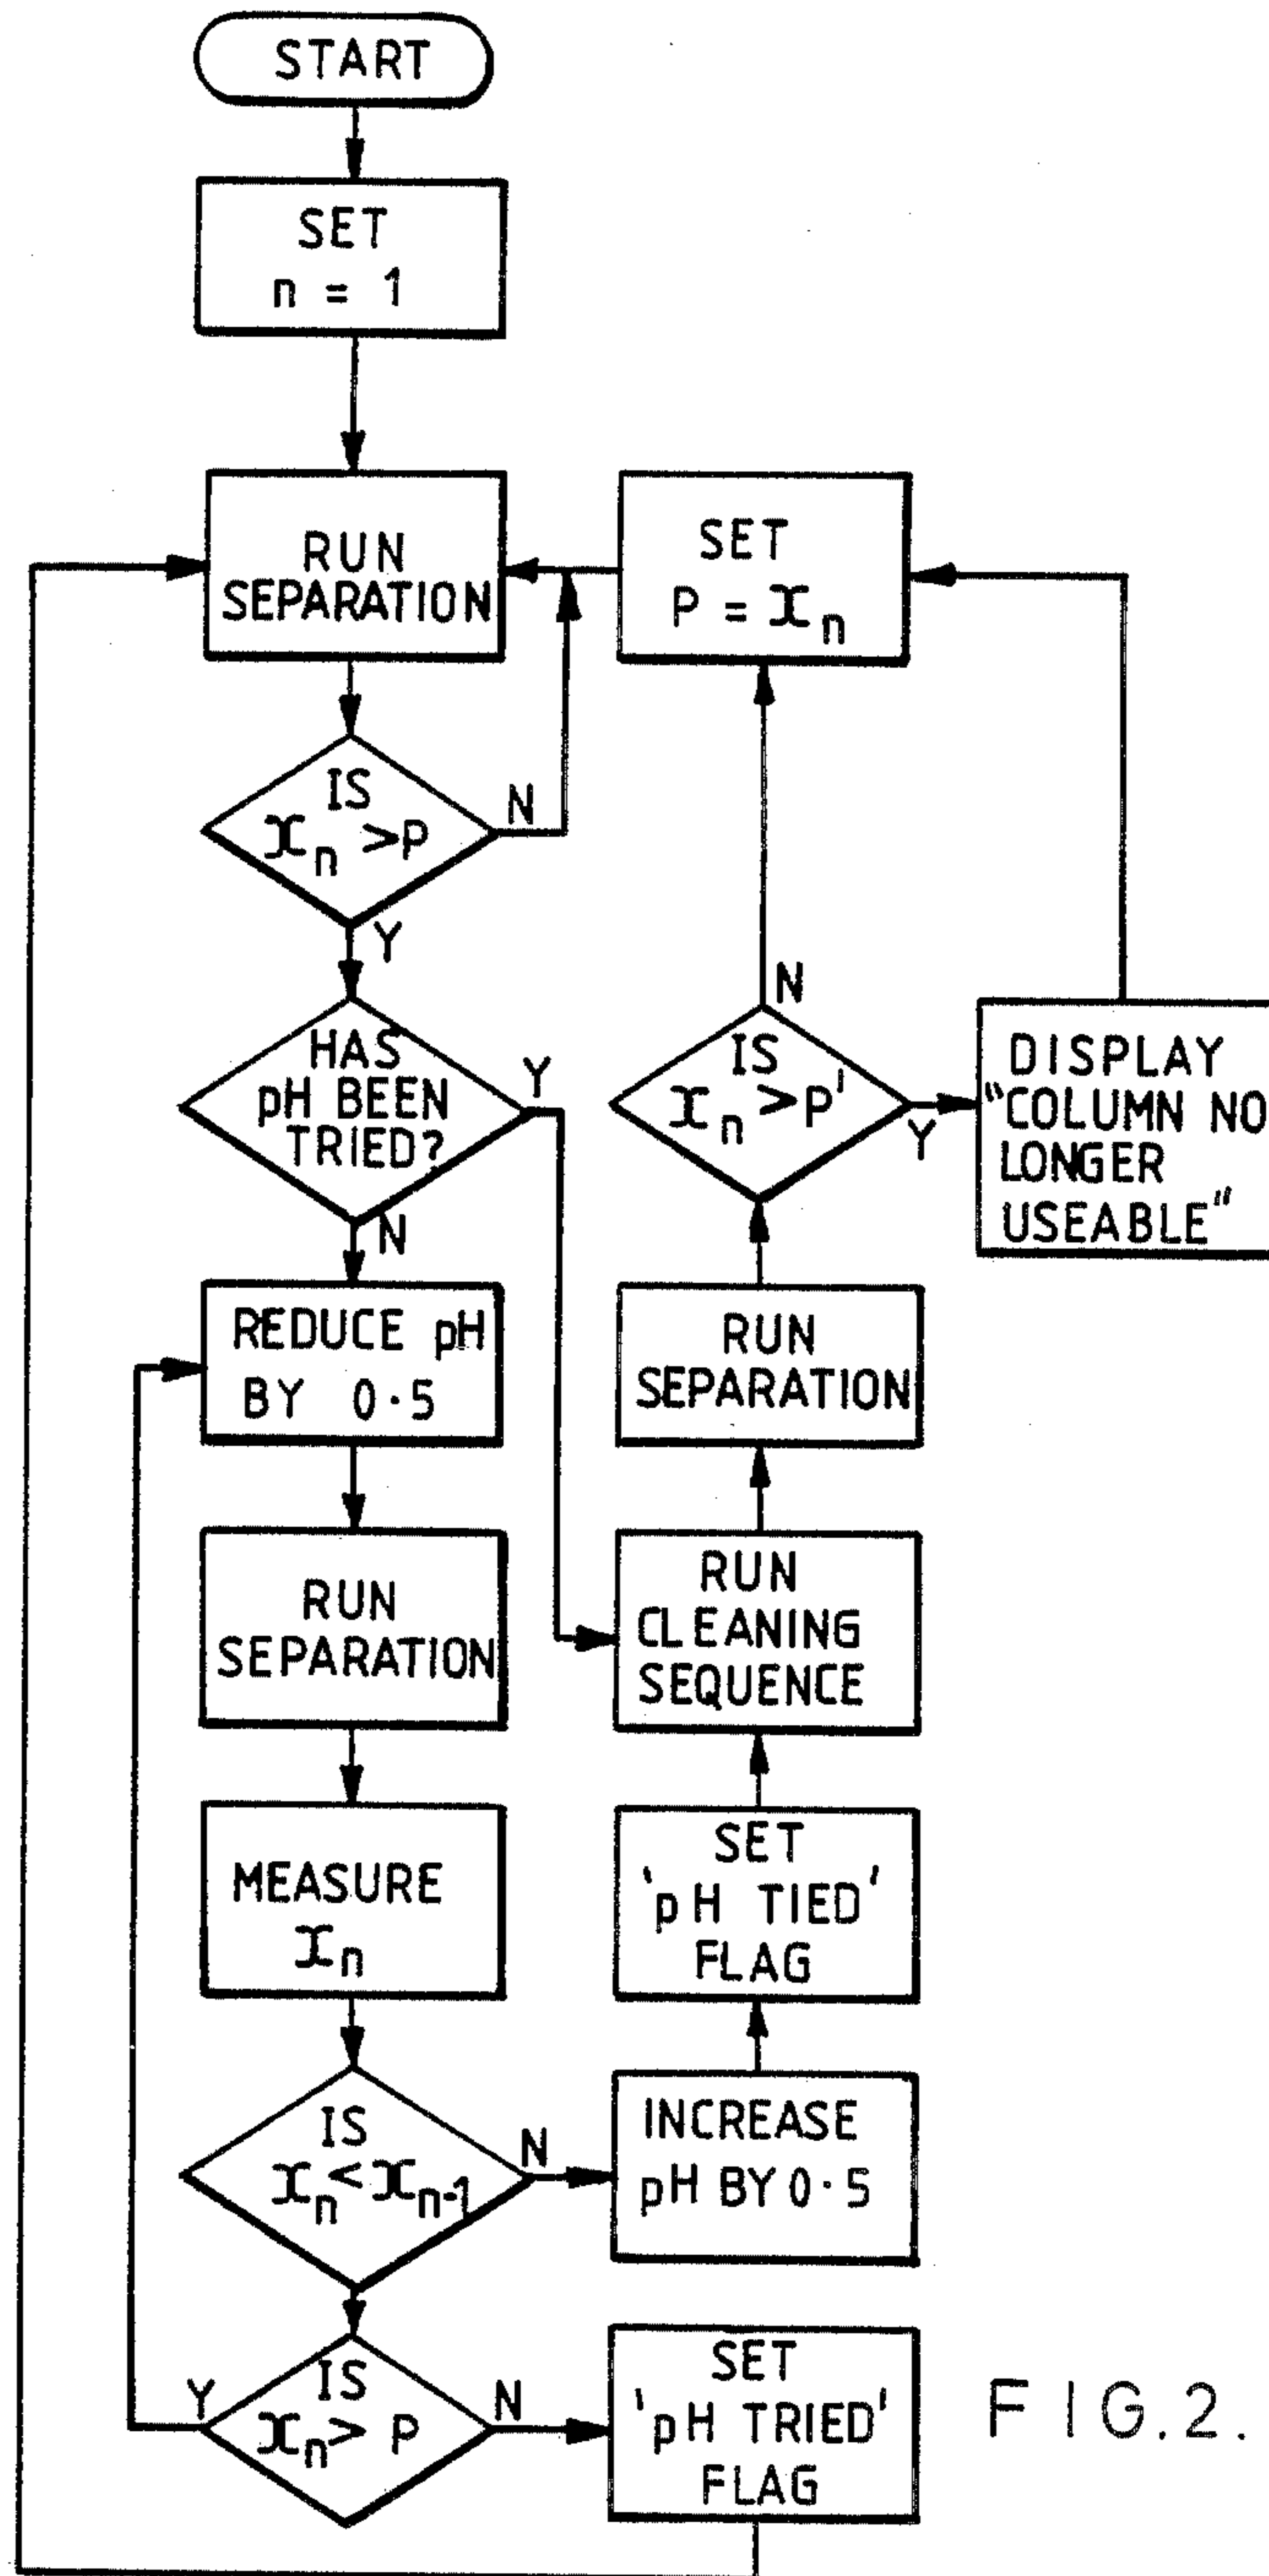 START
SET
n = 1
RUN
SEPARATION
SET
P = xn
IS
xn >P
N
Y
HAS
pH BEEN
TRIED?
Y
N
IS
xn >P'
N
Y
DISPLAY
"COLUMN NO
LONGER
USEABLE"
REDUCE pH
BY 0·5
RUN
SEPARATION
RUN
SEPARATION
RUN
CLEANING
SEQUENCE
MEASURE
xn
SET
'pH TIED'
FLAG
IS
xn< xn-1
N
INCREASE
pH BY 0·5
IS
xn> P
Y
N
SET
'pH TRIED'
FLAG
FIG.2.